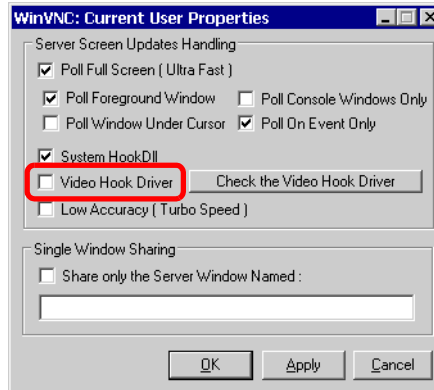 WinVNC: Current User Properties
Server Screen Updates Handling
Poll Full Screen ( Ultra Fast )
Poll Foreground Window Poll Console Windows Only
Poll Window Under Cursor Poll On Event Only
System HookDll
Video Hook Driver Check the Video Hook Driver
Low Accuracy ( Turbo Speed )
Single Window Sharing
Share only the Server Window Named :
OK Apply Cancel